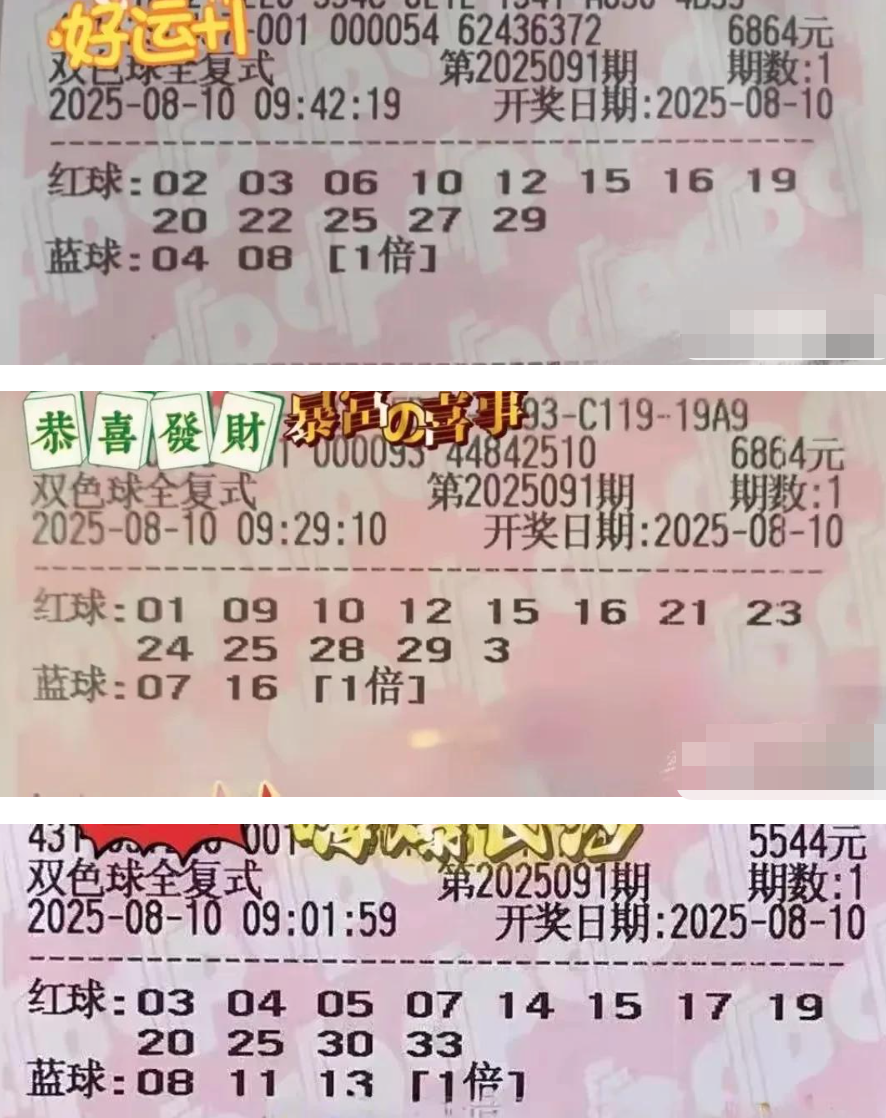 好运+1
-001 000054 62436372 6864元
双色球全复式 第2025091期 期数:1
2025-08-10 09:42:19 开奖日期:2025-08-10
红球:02 03 06 10 12 15 16 19
20 22 25 27 29
蓝球:04 08 [1倍]
恭喜發財 暴富の喜事 93-C119-19A9
1 000093 44842510 6864元
双色球全复式 第2025091期 期数:1
2025-08-10 09:29:10 开奖日期:2025-08-10
红球:01 09 10 12 15 16 21 23
24 25 28 29 3
蓝球:07 16 [1倍]
431 001 5544元
双色球全复式 第2025091期 期数:1
2025-08-10 09:01:59 开奖日期:2025-08-10
红球:03 04 05 07 14 15 17 19
20 25 30 33
蓝球:08 11 13 [1倍]